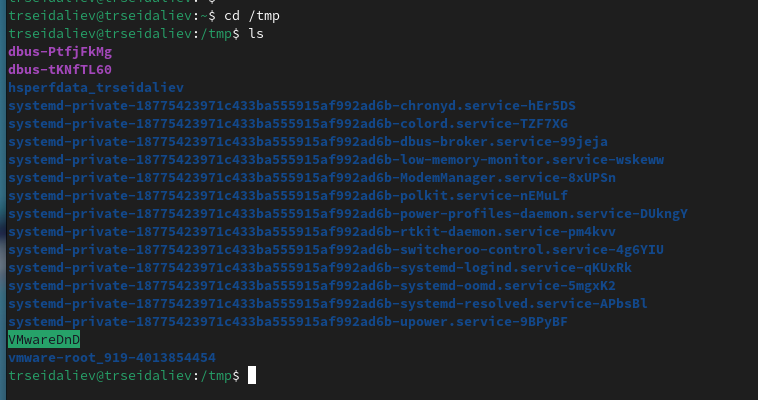 trseidaliev@trseidaliev:~$ cd /tmp
trseidaliev@trseidaliev:/tmp$ ls
dbus-PtfjFkMg
dbus-tKNfTL60
hsperfdata_trseidaliev
systemd-private-18775423971c433ba555915af992ad6b-chronyd.service-hEr5DS
systemd-private-18775423971c433ba555915af992ad6b-colord.service-TZF7XG
systemd-private-18775423971c433ba555915af992ad6b-dbus-broker.service-99jeja
systemd-private-18775423971c433ba555915af992ad6b-low-memory-monitor.service-wskeww
systemd-private-18775423971c433ba555915af992ad6b-ModemManager.service-8xUPSn
systemd-private-18775423971c433ba555915af992ad6b-polkit.service-nEMuLf
systemd-private-18775423971c433ba555915af992ad6b-power-profiles-daemon.service-DUkngY
systemd-private-18775423971c433ba555915af992ad6b-rtkit-daemon.service-pm4kvv
systemd-private-18775423971c433ba555915af992ad6b-switcheroo-control.service-4g6YIU
systemd-private-18775423971c433ba555915af992ad6b-systemd-logind.service-qKUxRk
systemd-private-18775423971c433ba555915af992ad6b-systemd-oomd.service-5mgxK2
systemd-private-18775423971c433ba555915af992ad6b-systemd-resolved.service-APbsBl
systemd-private-18775423971c433ba555915af992ad6b-upower.service-9BPyBF
VMwareDnD
vmware-root_919-4013854454
trseidaliev@trseidaliev:/tmp$